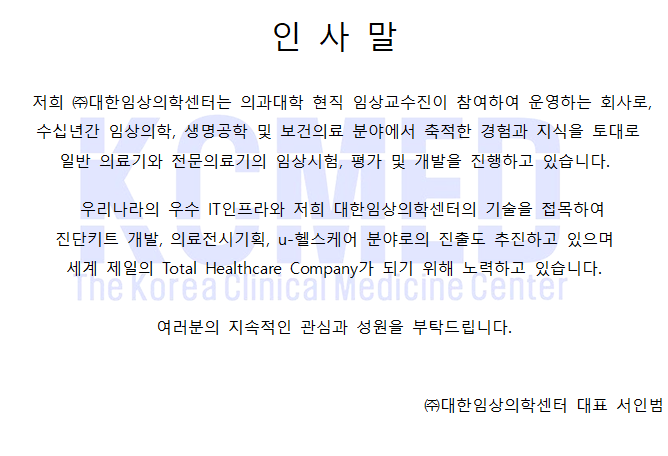 인 사 말
저희 ㈜대한임상의학센터는 의과대학 현직 임상교수진이 참여하여 운영하는 회사로,
수십년간 임상의학, 생명공학 및 보건의료 분야에서 축적한 경험과 지식을 토대로
일반 의료기와 전문의료기의 임상시험, 평가 및 개발을 진행하고 있습니다.
KCMED
우리나라의 우수 IT인프라와 저희 대한임상의학센터의 기술을 접목하여
진단키트 개발, 의료전시기획, u-헬스케어 분야로의 진출도 추진하고 있으며
세계 제일의 Total Healthcare Company가 되기 위해 노력하고 있습니다.
The Korea Clinical Medicine Center
여러분의 지속적인 관심과 성원을 부탁드립니다.
㈜대한임상의학센터 대표 서인범